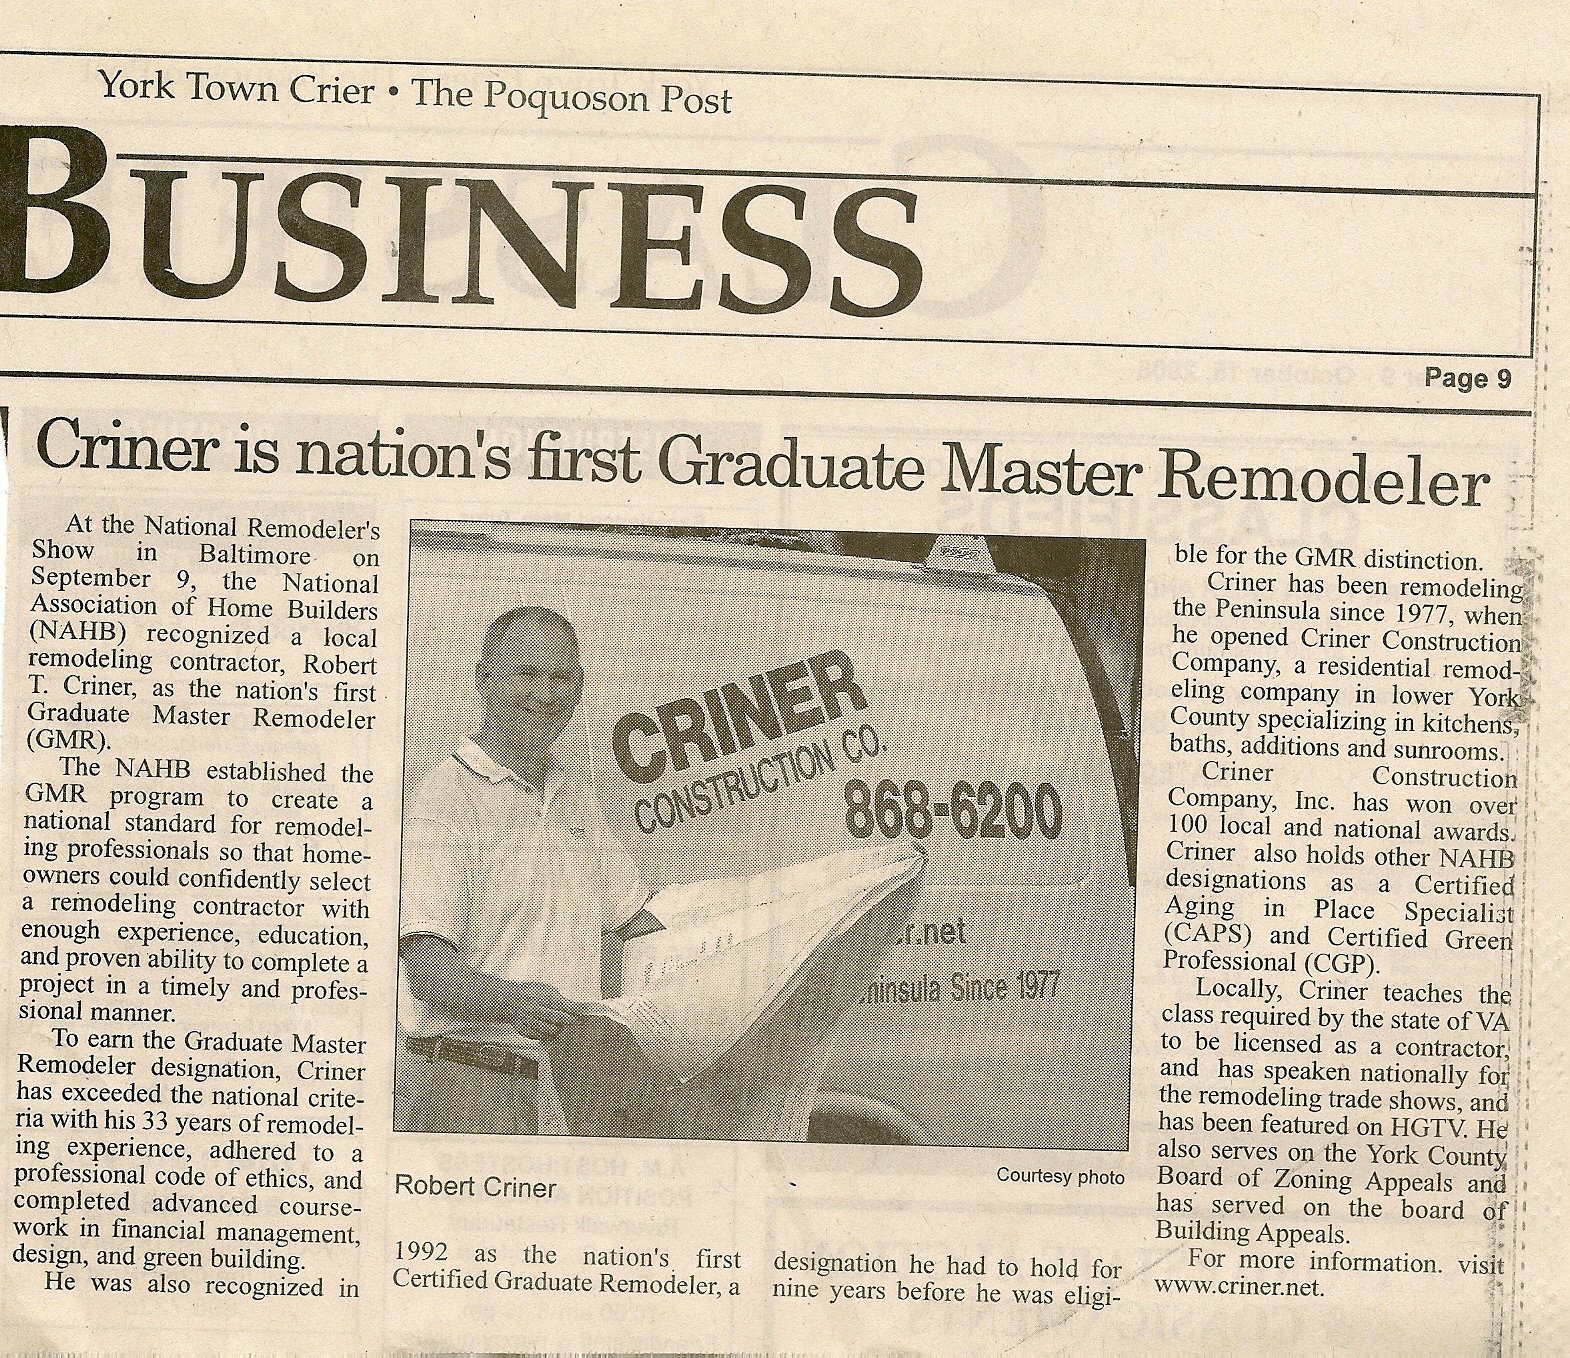 York Town Crier • The Poquoson Post
BUSINESS
Page 9
Criner is nation's first Graduate Master Remodeler
At the National Remodeler's
Show in Baltimore on
September 9, the National
Association of Home Builders
(NAHB) recognized a local
remodeling contractor, Robert
T. Criner, as the nation's first
Graduate Master Remodeler
(GMR).
The NAHB established the
GMR program to create a
national standard for remodel-
ing professionals so that home-
owners could confidently select
a remodeling contractor with
enough experience, education,
and proven ability to complete a
project in a timely and profes-
sional manner.
To earn the Graduate Master
Remodeler designation, Criner
has exceeded the national crite-
ria with his 33 years of remodel-
ing experience, adhered to a
professional code of ethics, and
completed advanced course-
work in financial management,
design, and green building.
He was also recognized in
CRINER
CONSTRUCTION CO.
868-6200
r.net
ninsula Since 1977
Courtesy photo
Robert Criner
1992 as the nation's first
Certified Graduate Remodeler, a
designation he had to hold for
nine years before he was eligi-
ble for the GMR distinction.
Criner has been remodeling
the Peninsula since 1977, when
he opened Criner Construction
Company, a residential remod-
eling company in lower York
County specializing in kitchens,
baths, additions and sunrooms.
Criner Construction
Company, Inc. has won over
100 local and national awards.
Criner also holds other NAHB
designations as a Certified
Aging in Place Specialist
(CAPS) and Certified Green
Professional (CGP).
Locally, Criner teaches the
class required by the state of VA
to be licensed as a contractor,
and has speaken nationally for
the remodeling trade shows, and
has been featured on HGTV. He
also serves on the York County
Board of Zoning Appeals and
has served on the board of
Building Appeals.
For more information. visit
www.criner.net.